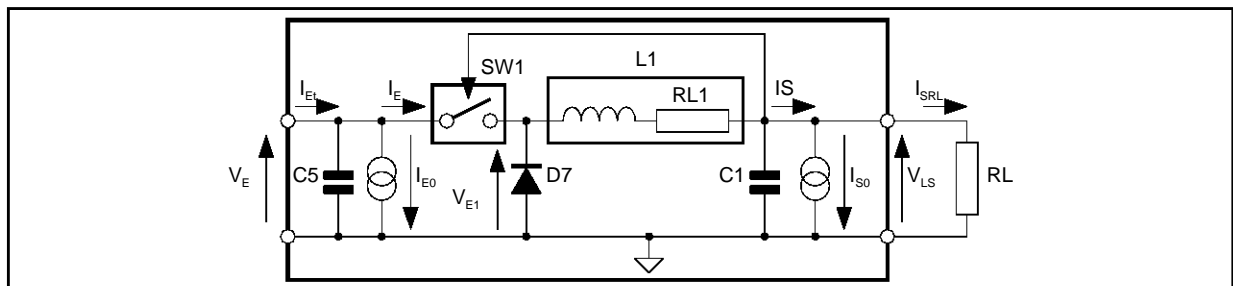 L1
SW1
I_Et
I_E
RL1
IS
I_SRL
V_E
C5
I_E0
V_E1
D7
C1
I_S0
V_LS
RL